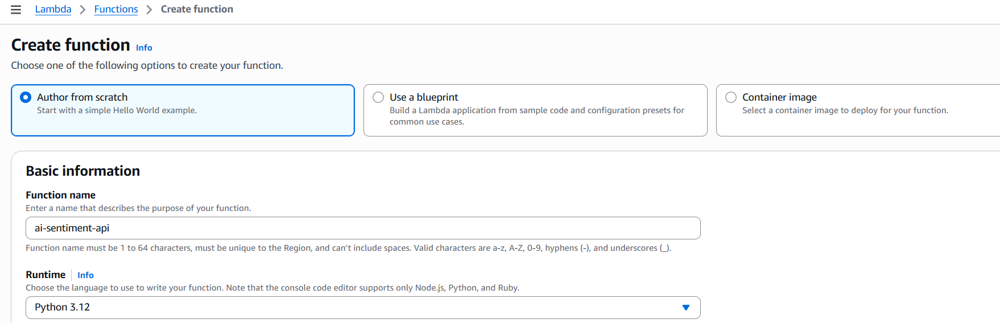 Lambda > Functions > Create function
Create function Info
Choose one of the following options to create your function.
Author from scratch
Start with a simple Hello World example.
Use a blueprint
Build a Lambda application from sample code and configuration presets for
common use cases.
Container image
Select a container image to deploy for your function.
Basic information
Function name
Enter a name that describes the purpose of your function.
ai-sentiment-api
Function name must be 1 to 64 characters, must be unique to the Region, and can’t include spaces. Valid characters are a-z, A-Z, 0-9, hyphens (-), and underscores (_).
Runtime | Info
Choose the language to use to write your function. Note that the console code editor supports only Node.js, Python, and Ruby.
Python 3.12